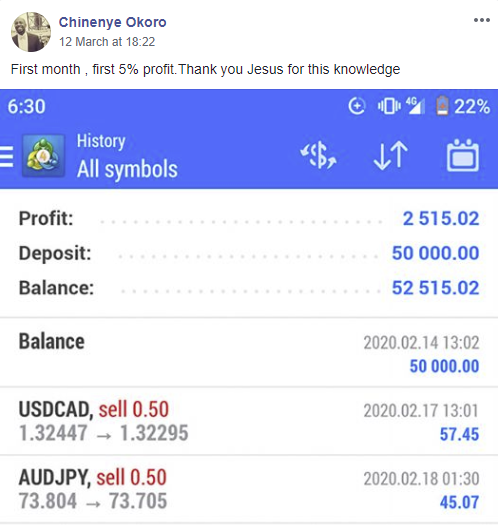 Chinenye Okoro
12 March at 18:22
First month , first 5% profit.Thank you Jesus for this knowledge
6:30 4G 22%
History
All symbols
Profit: 2 515.02
Deposit: 50 000.00
Balance: 52 515.02
Balance 2020.02.14 13:02
50 000.00
USDCAD, sell 0.50 2020.02.17 13:01
1.32447 → 1.32295 57.45
AUDJPY, sell 0.50 2020.02.18 01:30
73.804 → 73.705 45.07